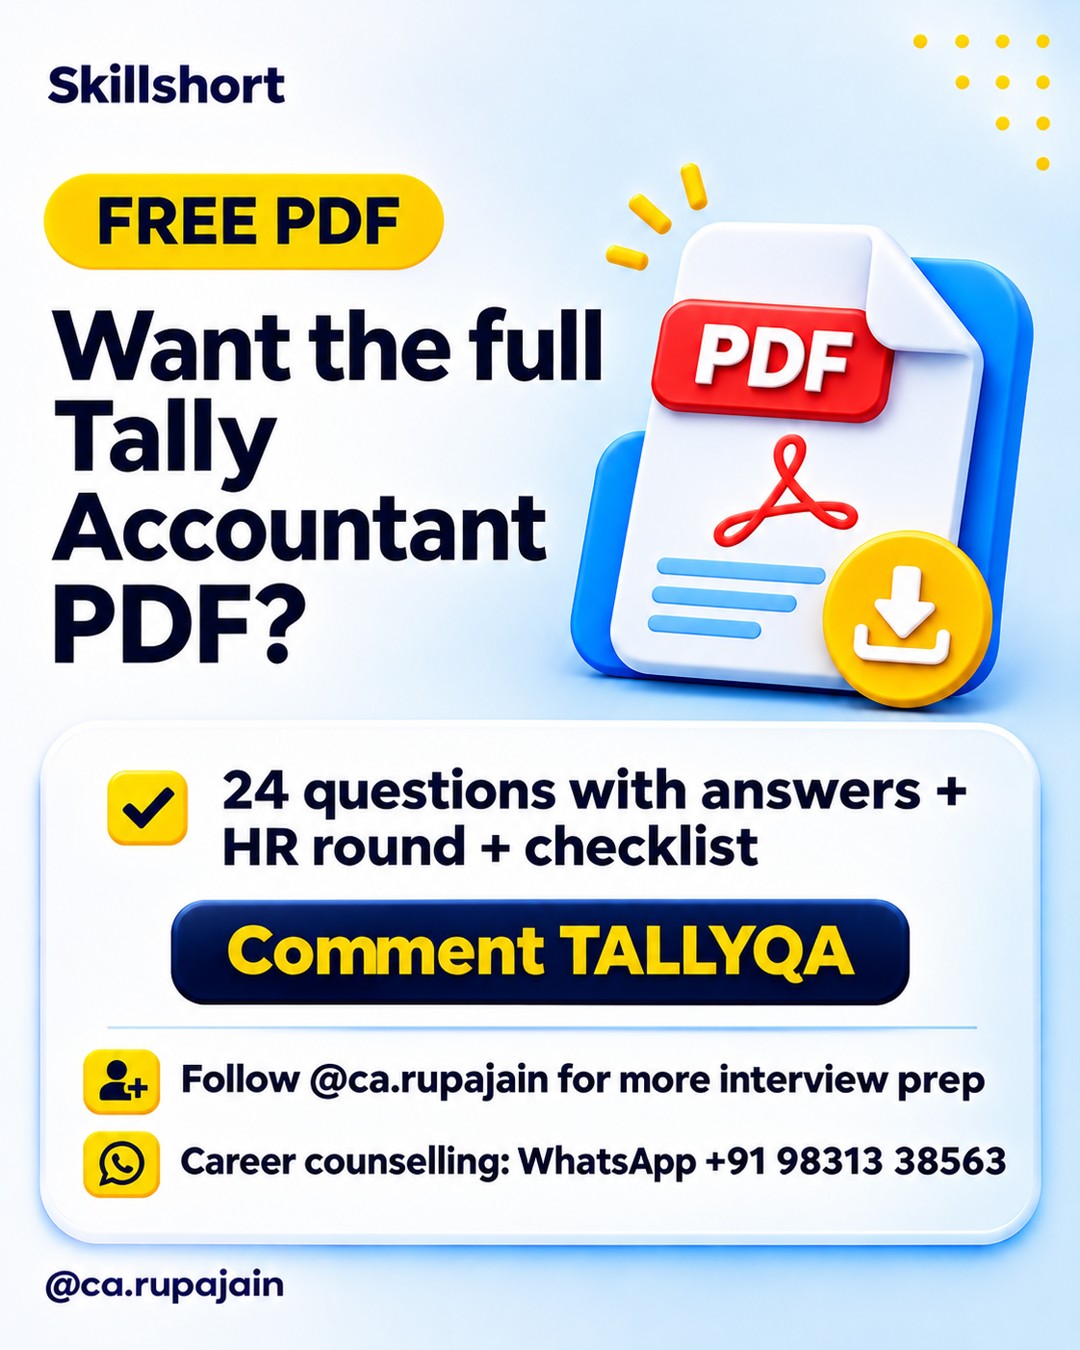 Skillshort
FREE PDF
Want the full
Tally
Accountant
PDF?
PDF
24 questions with answers +
HR round + checklist
Comment TALLYQA
Follow @ca.rupajain for more interview prep
Career counselling: WhatsApp +91 98313 38563
@ca.rupajain